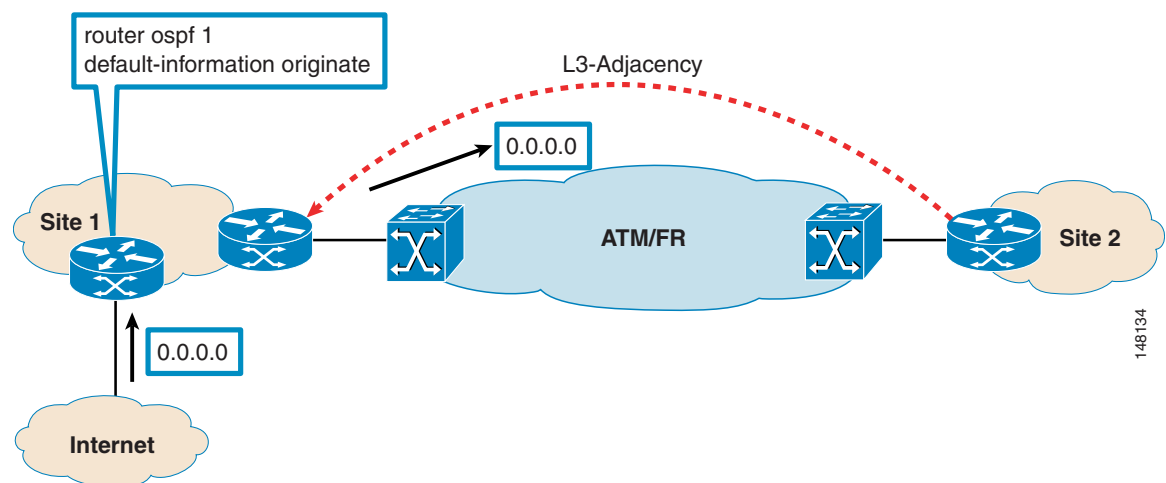 router ospf 1
default-information originate
L3-Adjacency
0.0.0.0
Site 1
ATM/FR
Site 2
0.0.0.0
Internet
148134